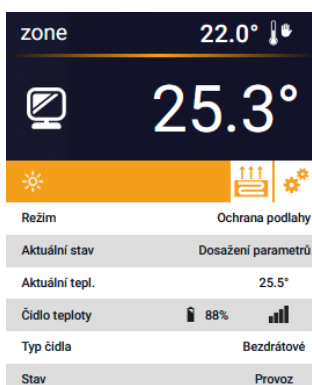 zone 22.0°
25.3°
Režim Ochrana podlahy
Aktuální stav Dosažení parametrů
Aktuální tepl. 25.5°
Čidlo teploty 88%
Typ čidla Bezdrátové
Stav Provoz